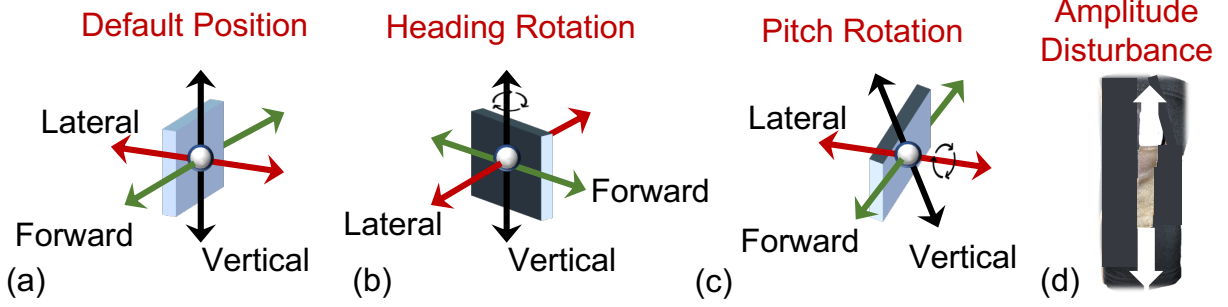 Default Position
Lateral
Forward
Vertical
(a)
Heading Rotation
Forward
Lateral
Vertical
(b)
Pitch Rotation
Lateral
Forward
Vertical
(c)
Amplitude
Disturbance
(d)